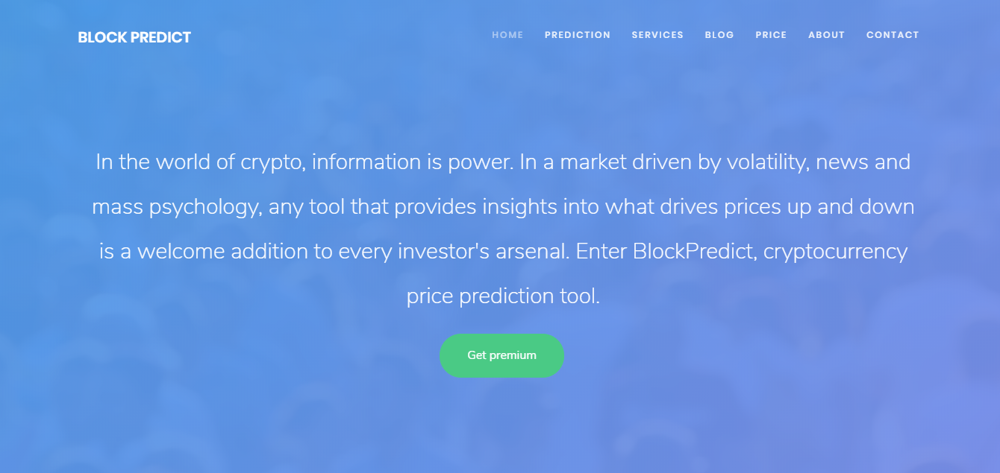 BLOCK PREDICT
HOME PREDICTION SERVICES BLOG PRICE ABOUT CONTACT
In the world of crypto, information is power. In a market driven by volatility, news and
mass psychology, any tool that provides insights into what drives prices up and down
is a welcome addition to every investor's arsenal. Enter BlockPredict, cryptocurrency
price prediction tool.
Get premium